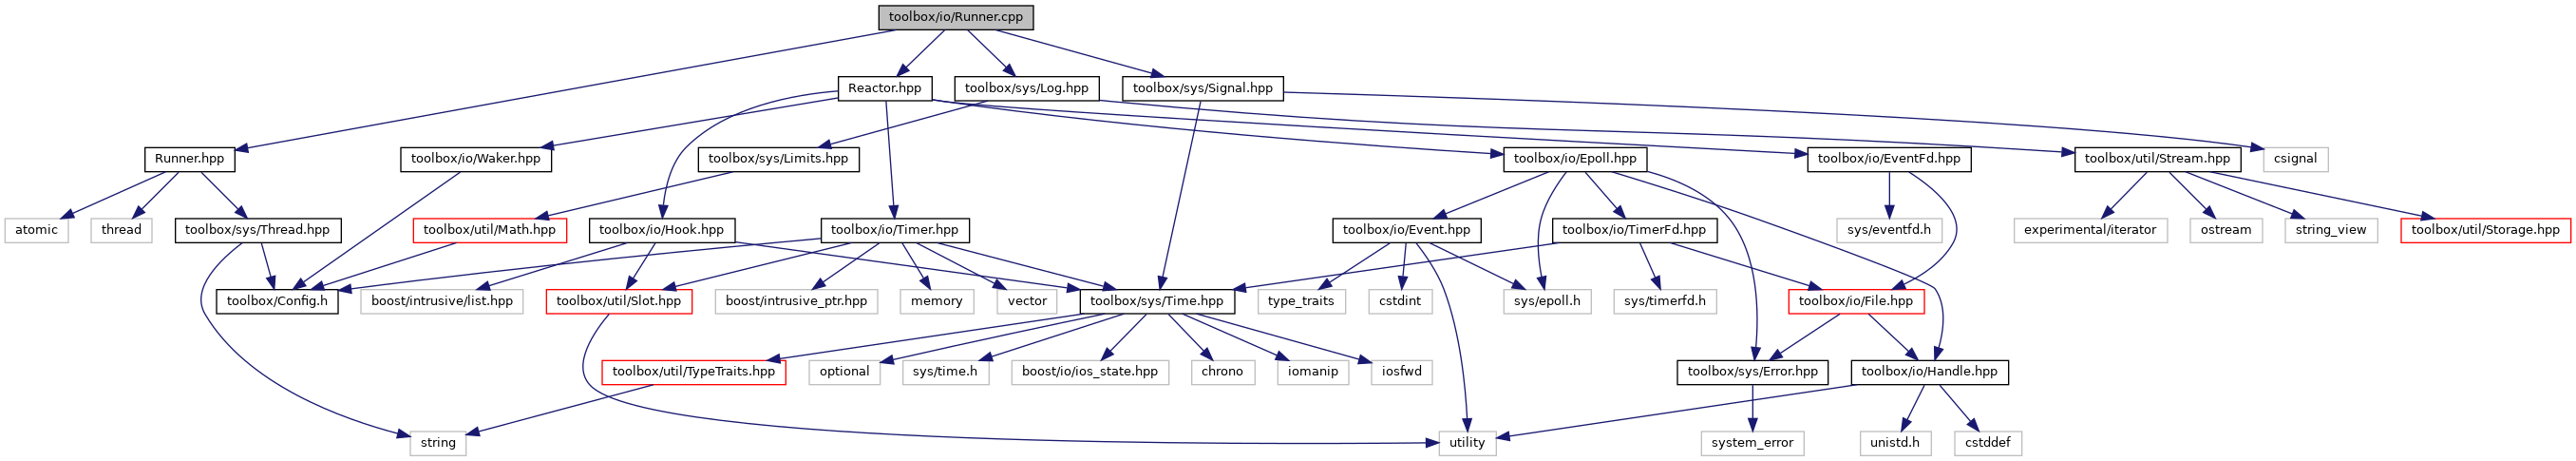 toolbox/io/Runner.cpp
Reactor.hpp
toolbox/sys/Log.hpp
toolbox/sys/Signal.hpp
Runner.hpp
toolbox/io/Waker.hpp
toolbox/sys/Limits.hpp
toolbox/io/Epoll.hpp
toolbox/io/EventFd.hpp
toolbox/util/Stream.hpp
csignal
atomic
thread
toolbox/sys/Thread.hpp
toolbox/util/Math.hpp
toolbox/io/Hook.hpp
toolbox/io/Timer.hpp
toolbox/io/Event.hpp
toolbox/io/TimerFd.hpp
sys/eventfd.h
experimental/iterator
ostream
string_view
toolbox/util/Storage.hpp
toolbox/Config.h
boost/intrusive/list.hpp
toolbox/util/Slot.hpp
boost/intrusive_ptr.hpp
memory
vector
toolbox/sys/Time.hpp
type_traits
cstdint
sys/epoll.h
sys/timerfd.h
toolbox/io/File.hpp
toolbox/util/TypeTraits.hpp
optional
sys/time.h
boost/io/ios_state.hpp
chrono
iomanip
iosfwd
toolbox/sys/Error.hpp
toolbox/io/Handle.hpp
string
utility
system_error
unistd.h
cstddef